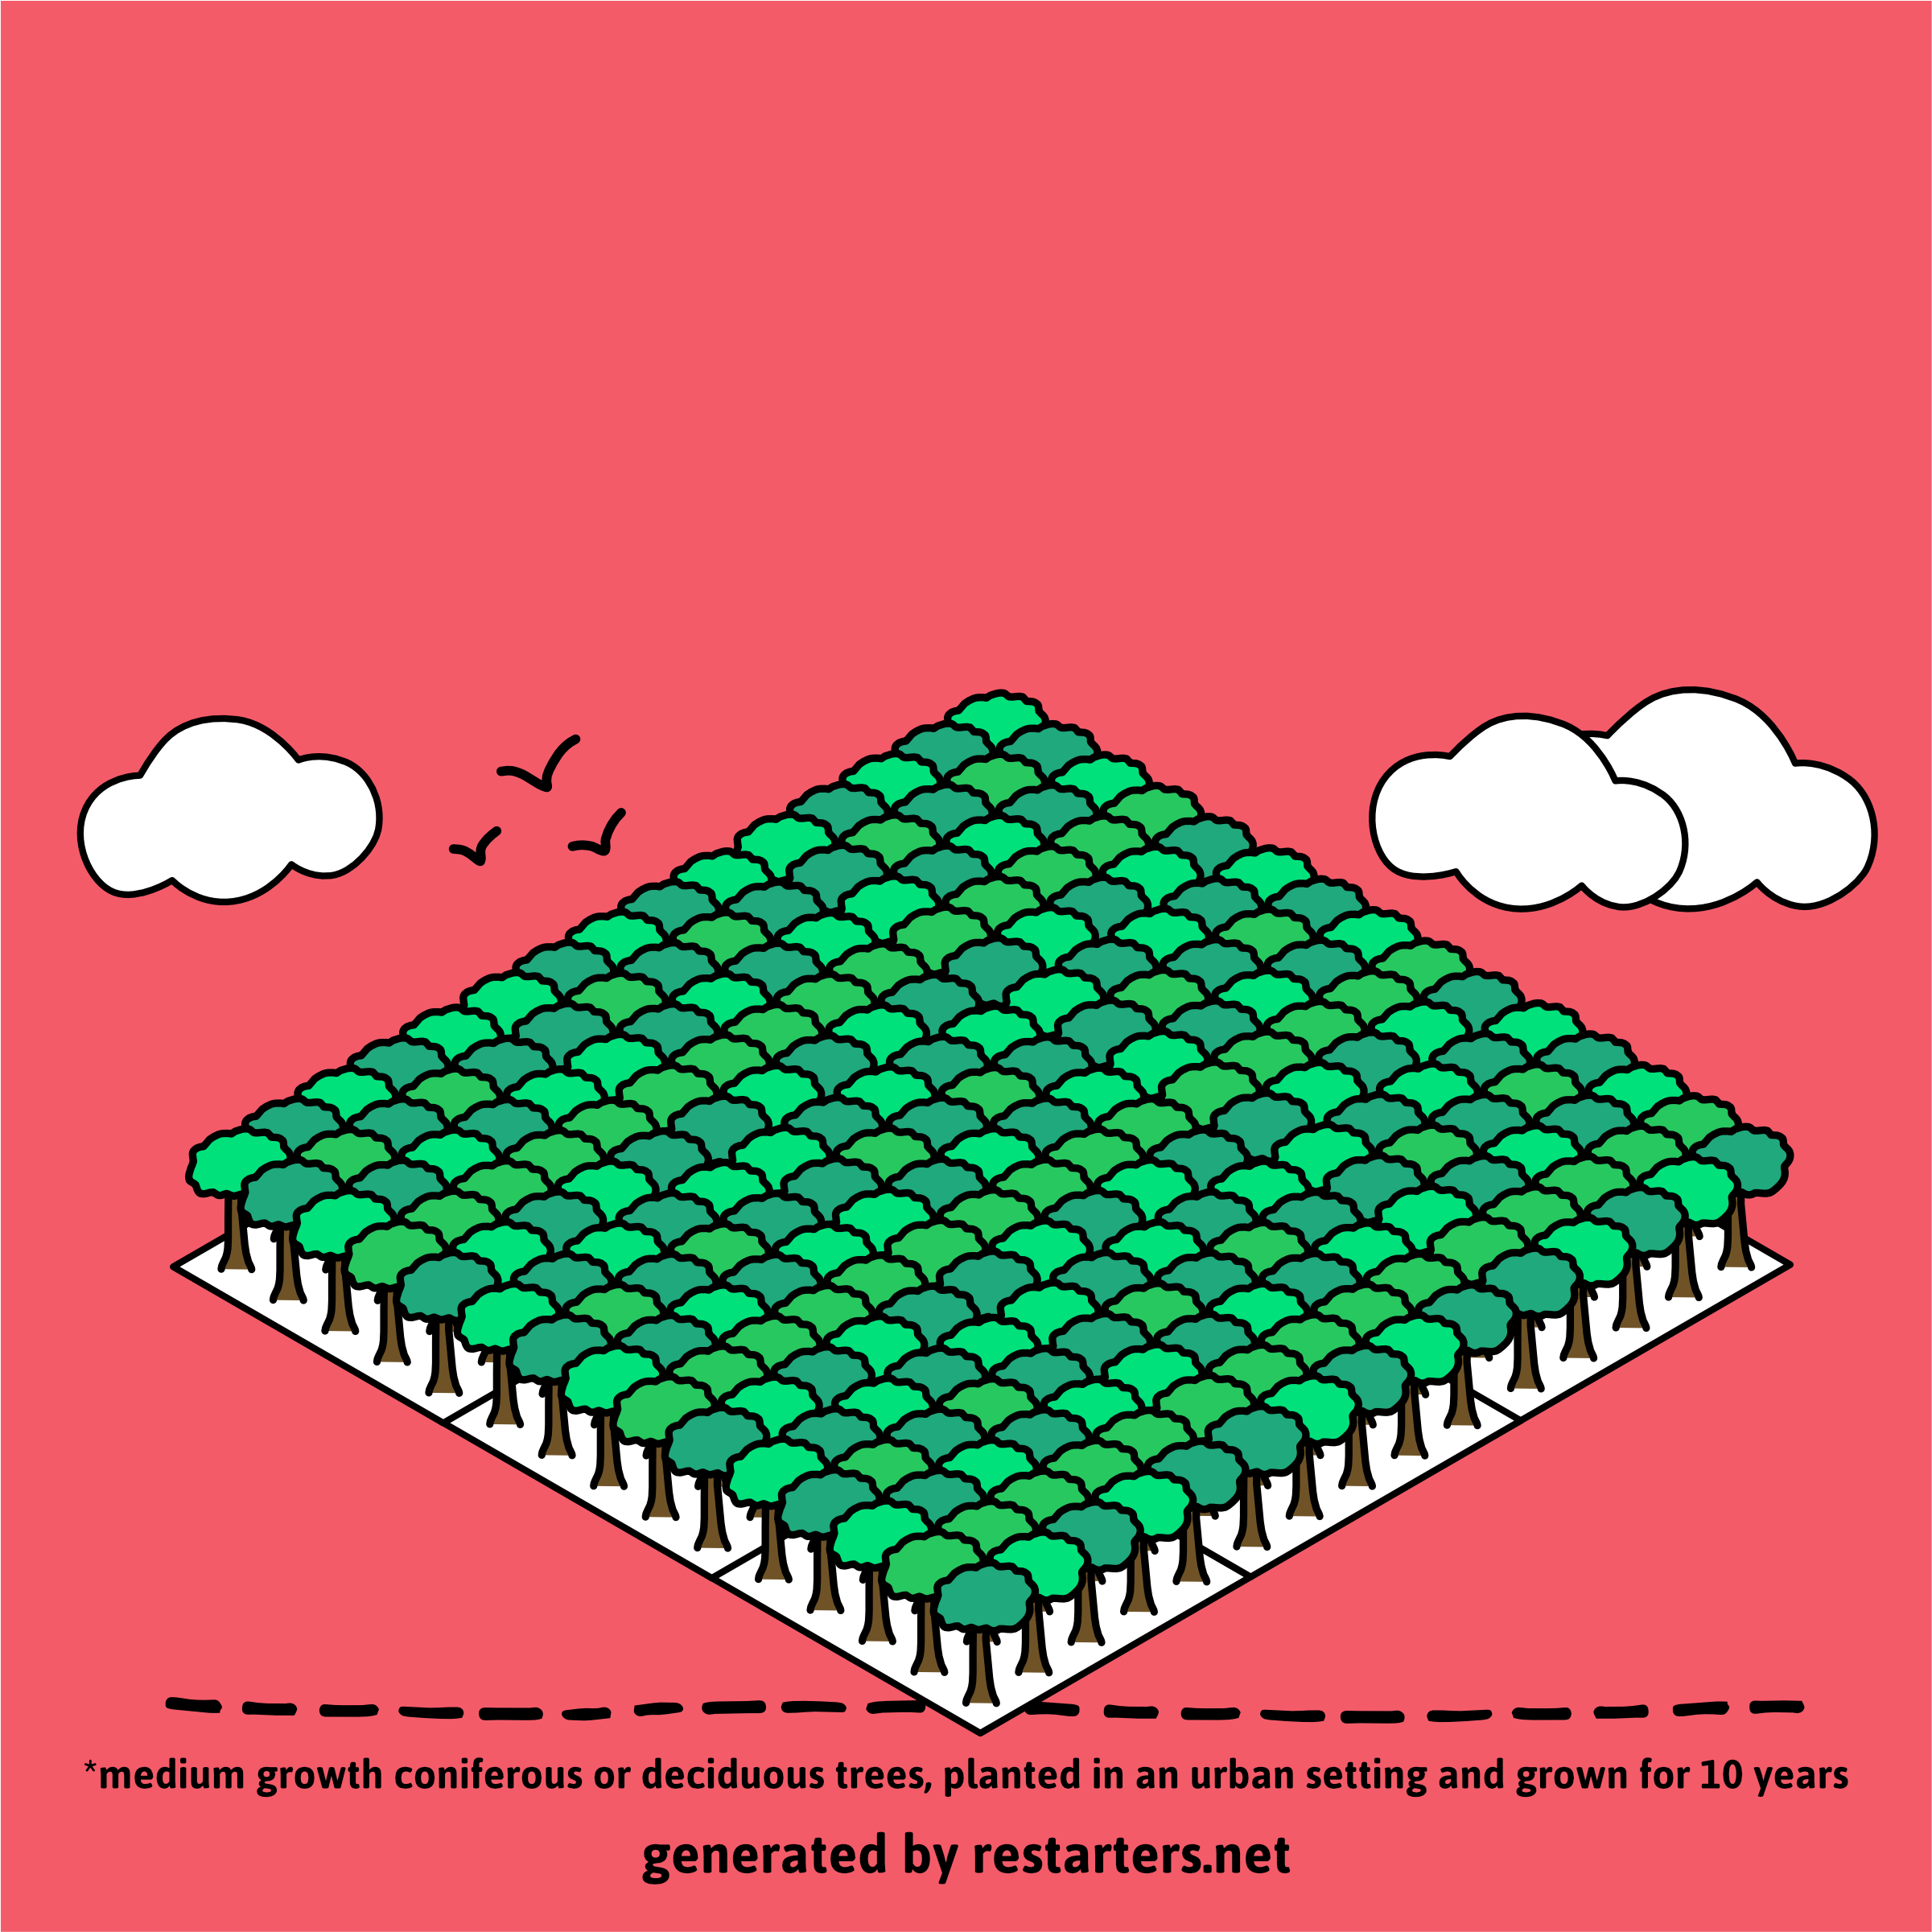 *medium growth coniferous or deciduous trees, planted in an urban setting and grown for 10 years
generated by restarters.net